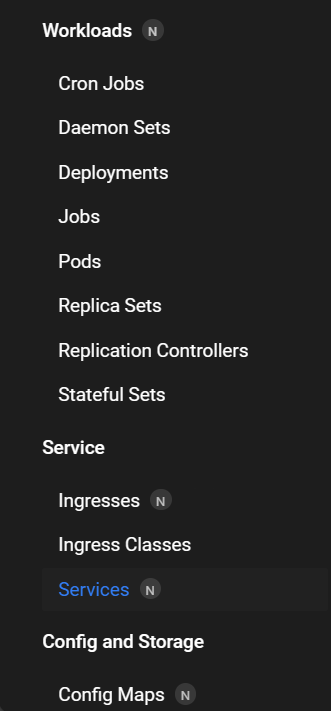 Workloads N
Cron Jobs
Daemon Sets
Deployments
Jobs
Pods
Replica Sets
Replication Controllers
Stateful Sets
Service
Ingresses N
Ingress Classes
Services N
Config and Storage
Config Maps N